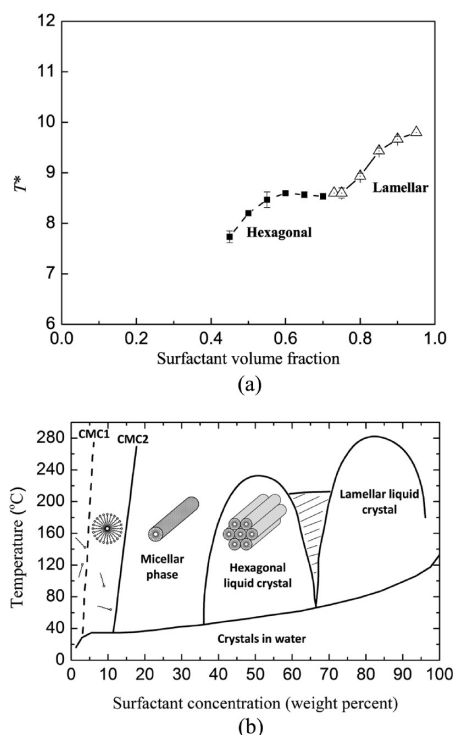 12
11
10
9
8
7
6
T*
Hexagonal
Lamellar
0.0 0.2 0.4 0.6 0.8 1.0
Surfactant volume fraction
(a)
CMC1
CMC2
280
240
200
160
120
80
40
0
Temperature (°C)
Micellar
phase
Hexagonal
liquid crystal
Lamellar liquid
crystal
Crystals in water
0 10 20 30 40 50 60 70 80 90 100
Surfactant concentration (weight percent)
(b)